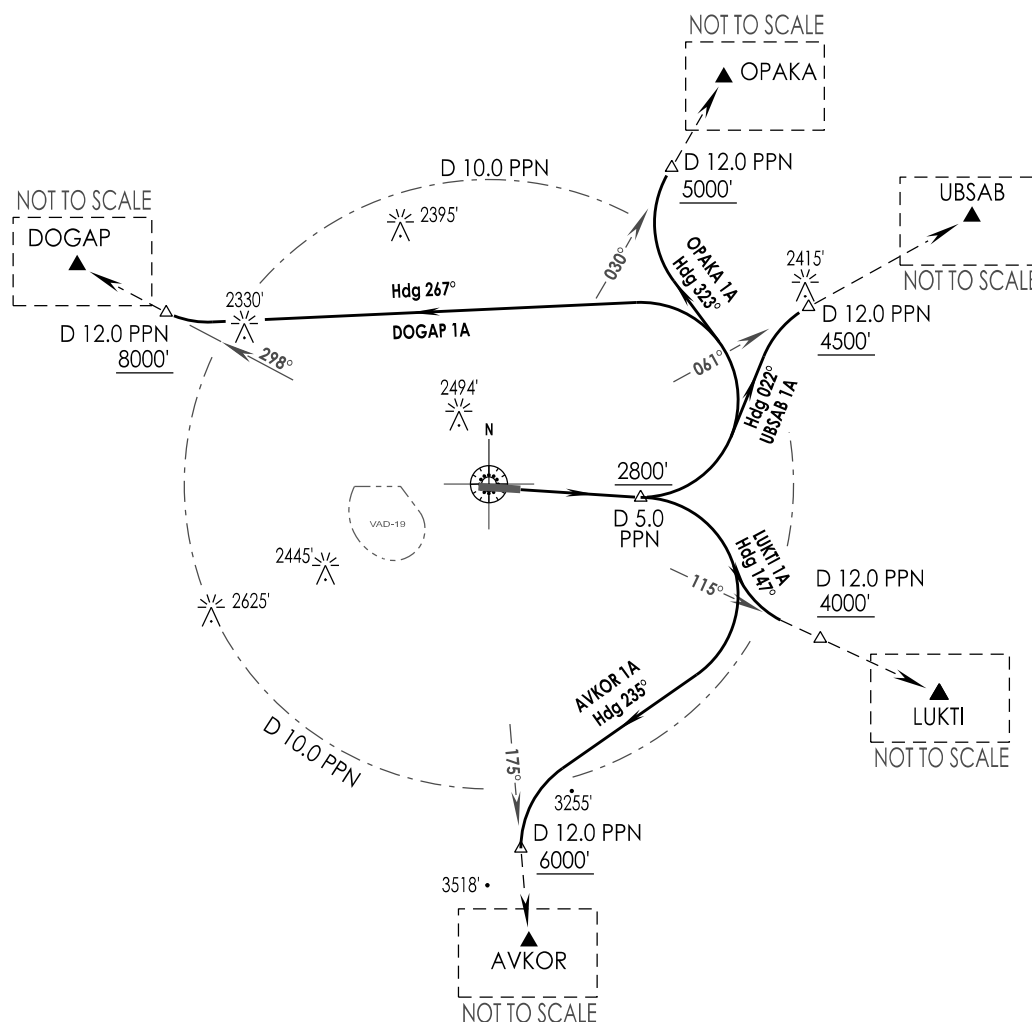 NOT TO SCALE
OPAKA
D 12.0 PPN
5000'
D 10.0 PPN
NOT TO SCALE
DOGAP
2395'
030°
OPAKA 1A
Hdg 323°
UBSAB
NOT TO SCALE
2415'
D 12.0 PPN
4500'
2330'
Hdg 267°
DOGAP 1A
D 12.0 PPN
8000'
298°
061°
Hdg 022°
UBSAB 1A
2494'
N
2800'
D 5.0
PPN
VAD-19
2445'
2625'
LUKTI 1A
Hdg 147°
115°
D 12.0 PPN
4000'
LUKTI
NOT TO SCALE
AVKOR 1A
Hdg 235°
D 10.0 PPN
175°
3255'
D 12.0 PPN
6000'
3518'
AVKOR
NOT TO SCALE